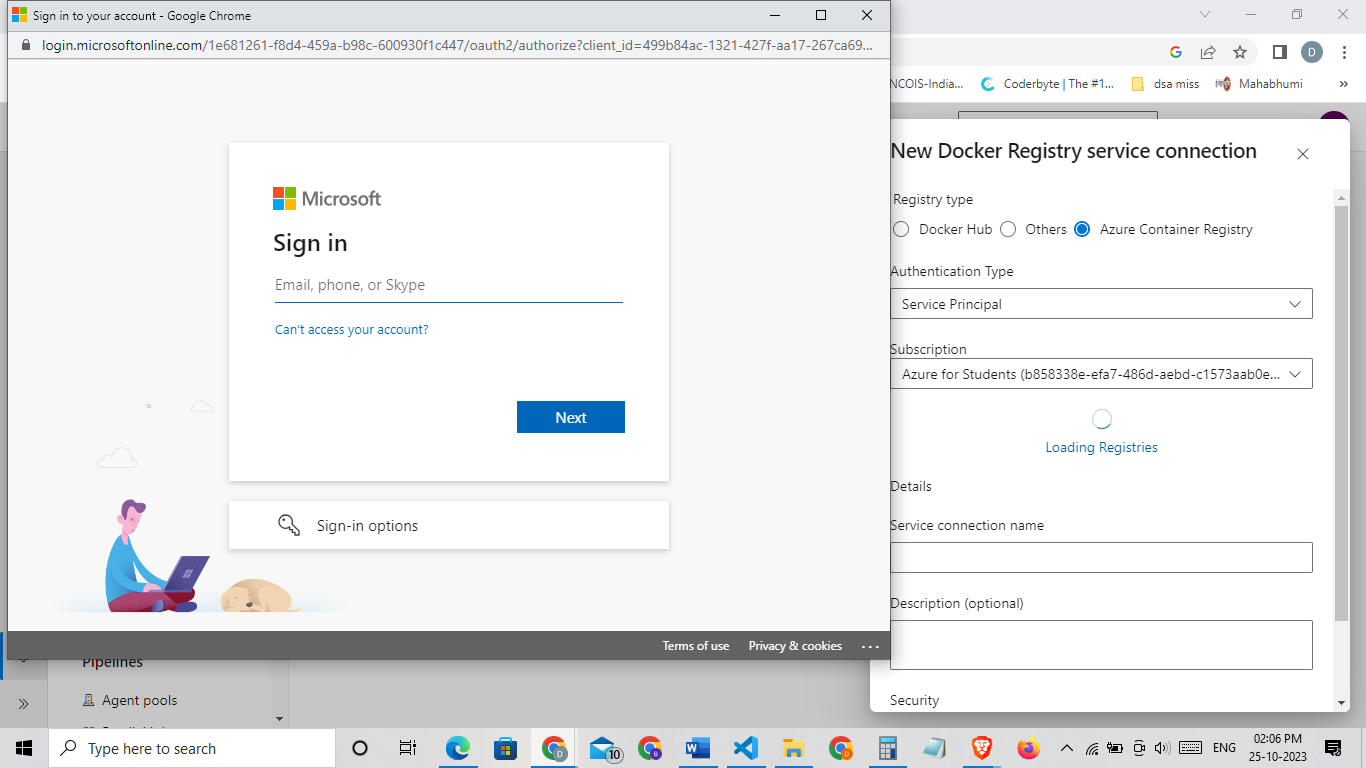 Sign in to your account - Google Chrome
login.microsoftonline.com/1e681261-f8d4-459a-b98c-600930f1c447/oauth2/authorize?client_id=499b84ac-1321-427f-aa17-267ca69...
D
NCOIS-India...
Coderbyte | The #1...
dsa miss
Mahabhumi
»
Microsoft
Sign in
Email, phone, or Skype
Can't access your account?
Next
Sign-in options
Terms of use
Privacy & cookies
...
New Docker Registry service connection
Registry type
Docker Hub
Others
Azure Container Registry
Authentication Type
Service Principal
Subscription
Azure for Students (b858338e-efa7-486d-aebd-c1573aab0e...
Loading Registries
Details
Service connection name
Description (optional)
Security
Pipelines
Agent pools
Type here to search
D
10
B
D
ENG
02:06 PM
25-10-2023